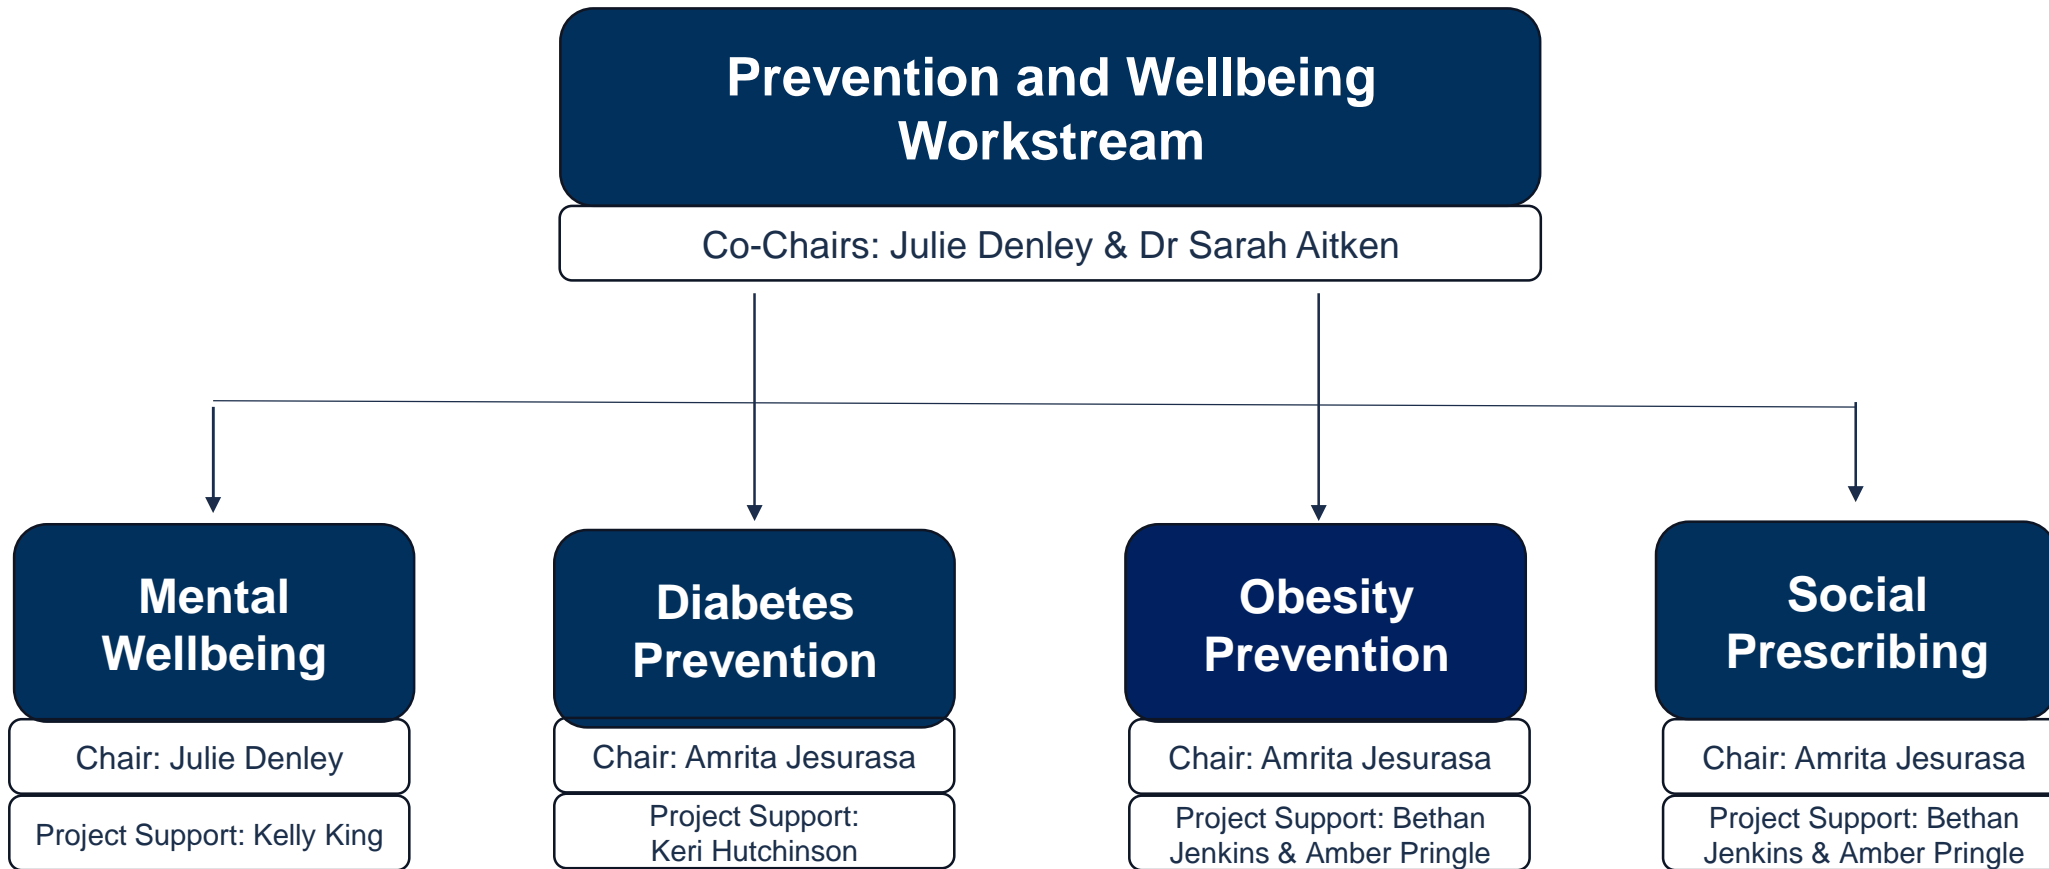 Prevention and Wellbeing
Workstream
Co-Chairs: Julie Denley & Dr Sarah Aitken
Mental
Wellbeing
Chair: Julie Denley
Project Support: Kelly King
Diabetes
Prevention
Chair: Amrita Jesurasa
Project Support:
Keri Hutchinson
Obesity
Prevention
Chair: Amrita Jesurasa
Project Support: Bethan
Jenkins & Amber Pringle
Social
Prescribing
Chair: Amrita Jesurasa
Project Support: Bethan
Jenkins & Amber Pringle